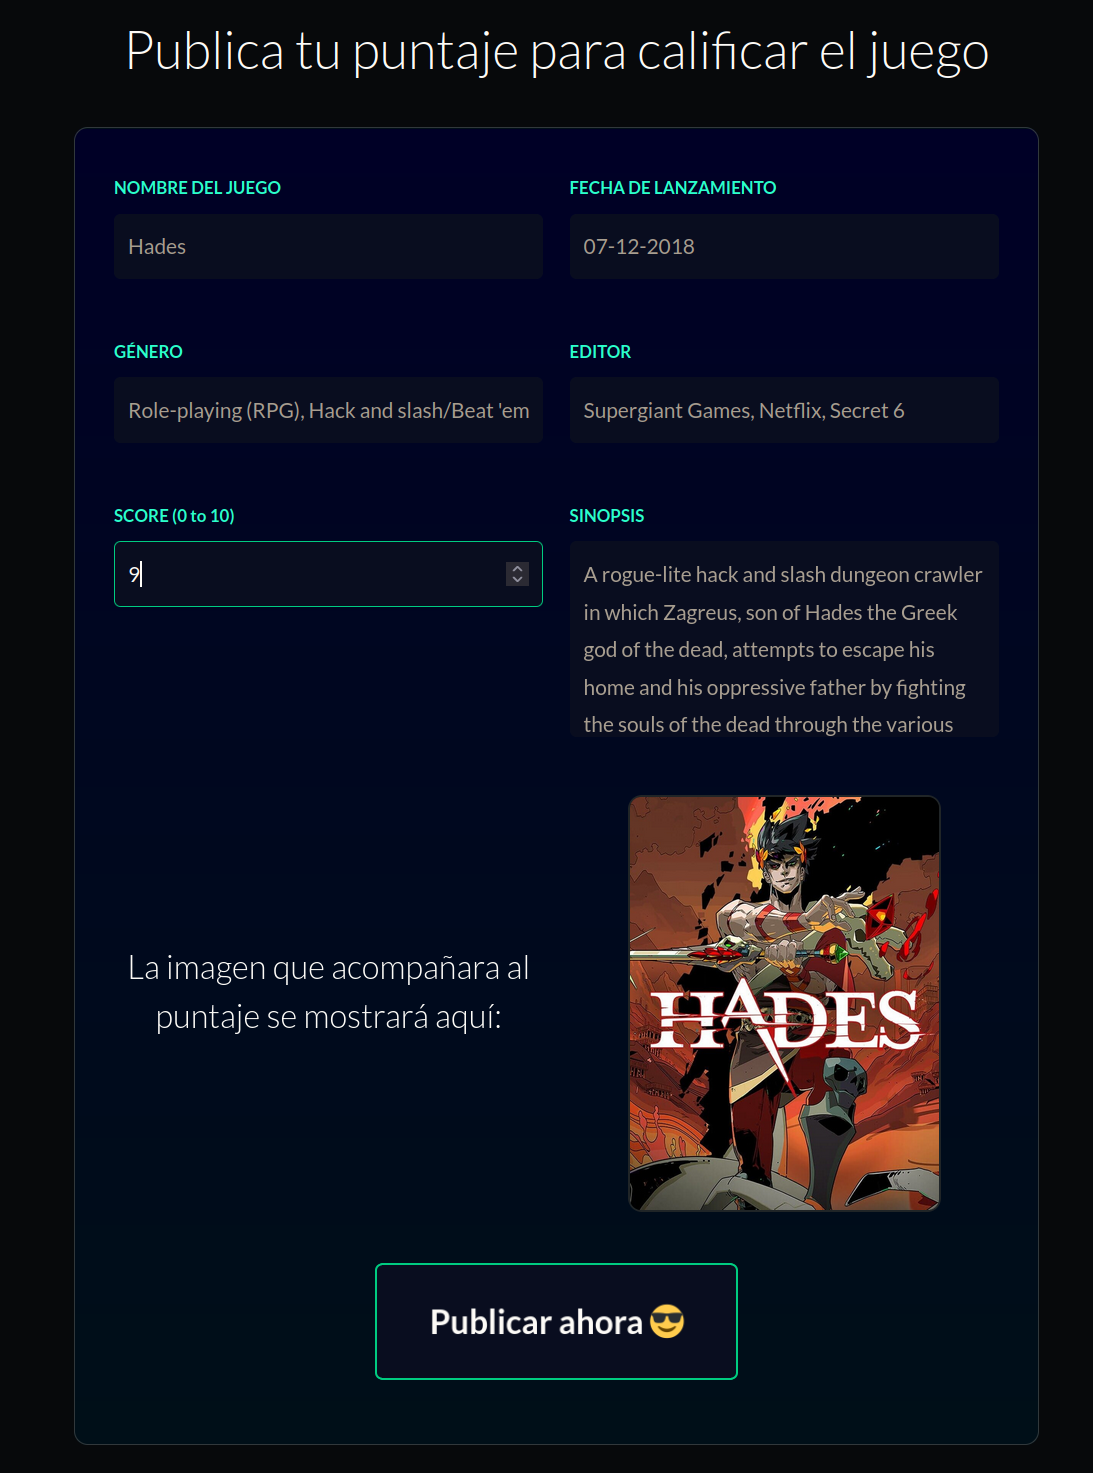 Publica tu puntaje para calificar el juego
NOMBRE DEL JUEGO
Hades
FECHA DE LANZAMIENTO
07-12-2018
GÉNERO
Role-playing (RPG), Hack and slash/Beat 'em
EDITOR
Supergiant Games, Netflix, Secret 6
SCORE (0 to 10)
9
SINOPSIS
A rogue-lite hack and slash dungeon crawler
in which Zagreus, son of Hades the Greek
god of the dead, attempts to escape his
home and his oppressive father by fighting
the souls of the dead through the various
La imagen que acompañara al
puntaje se mostrará aquí:
HADES
Publicar ahora 😎